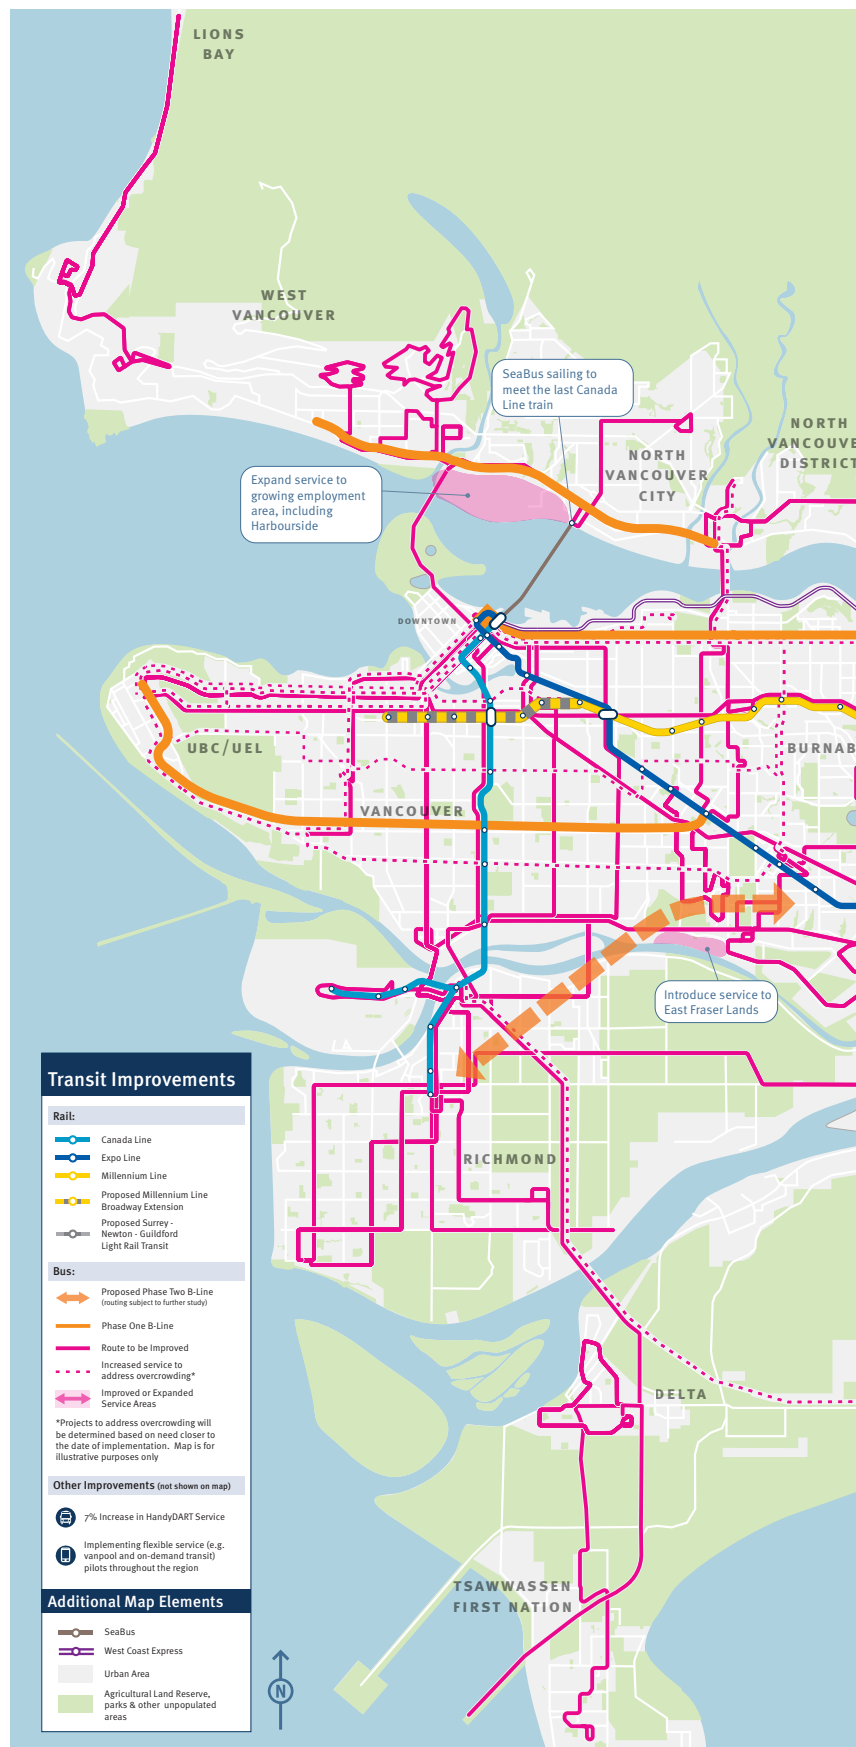 LIONS
BAY
WEST
VANCOUVER
SeaBus sailing to
meet the last Canada
Line train
NORTH
VANCOUVE
DISTRICT
NORTH
VANCOUVER
CITY
Expand service to
growing employment
area, including
Harbourside
DOWNTOWN
UBC/UEL
BURNAB
VANCOUVER
Introduce service to
East Fraser Lands
RICHMOND
DELTA
TSAWWASSEN
FIRST NATION
Transit Improvements
Rail:
Canada Line
Expo Line
Millennium Line
Proposed Millennium Line
Broadway Extension
Proposed Surrey -
Newton - Guildford
Light Rail Transit
Bus:
Proposed Phase Two B-Line
(routing subject to further study)
Phase One B-Line
Route to be Improved
Increased service to
address overcrowding*
Improved or Expanded
Service Areas
*Projects to address overcrowding will
be determined based on need closer to
the date of implementation. Map is for
illustrative purposes only
Other Improvements (not shown on map)
7% Increase in HandyDART Service
Implementing flexible service (e.g.
vanpool and on-demand transit)
pilots throughout the region
Additional Map Elements
SeaBus
West Coast Express
Urban Area
Agricultural Land Reserve,
parks & other unpopulated
areas
N